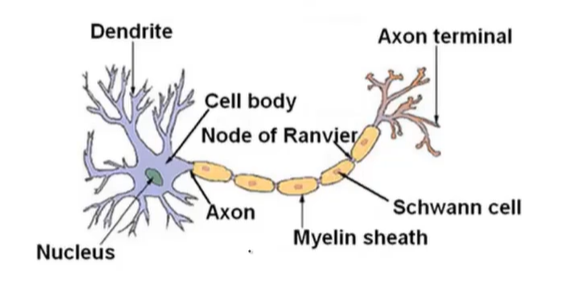 Dendrite
Axon terminal
Cell body
Node of Ranvier
Axon
Schwann cell
Myelin sheath
Nucleus